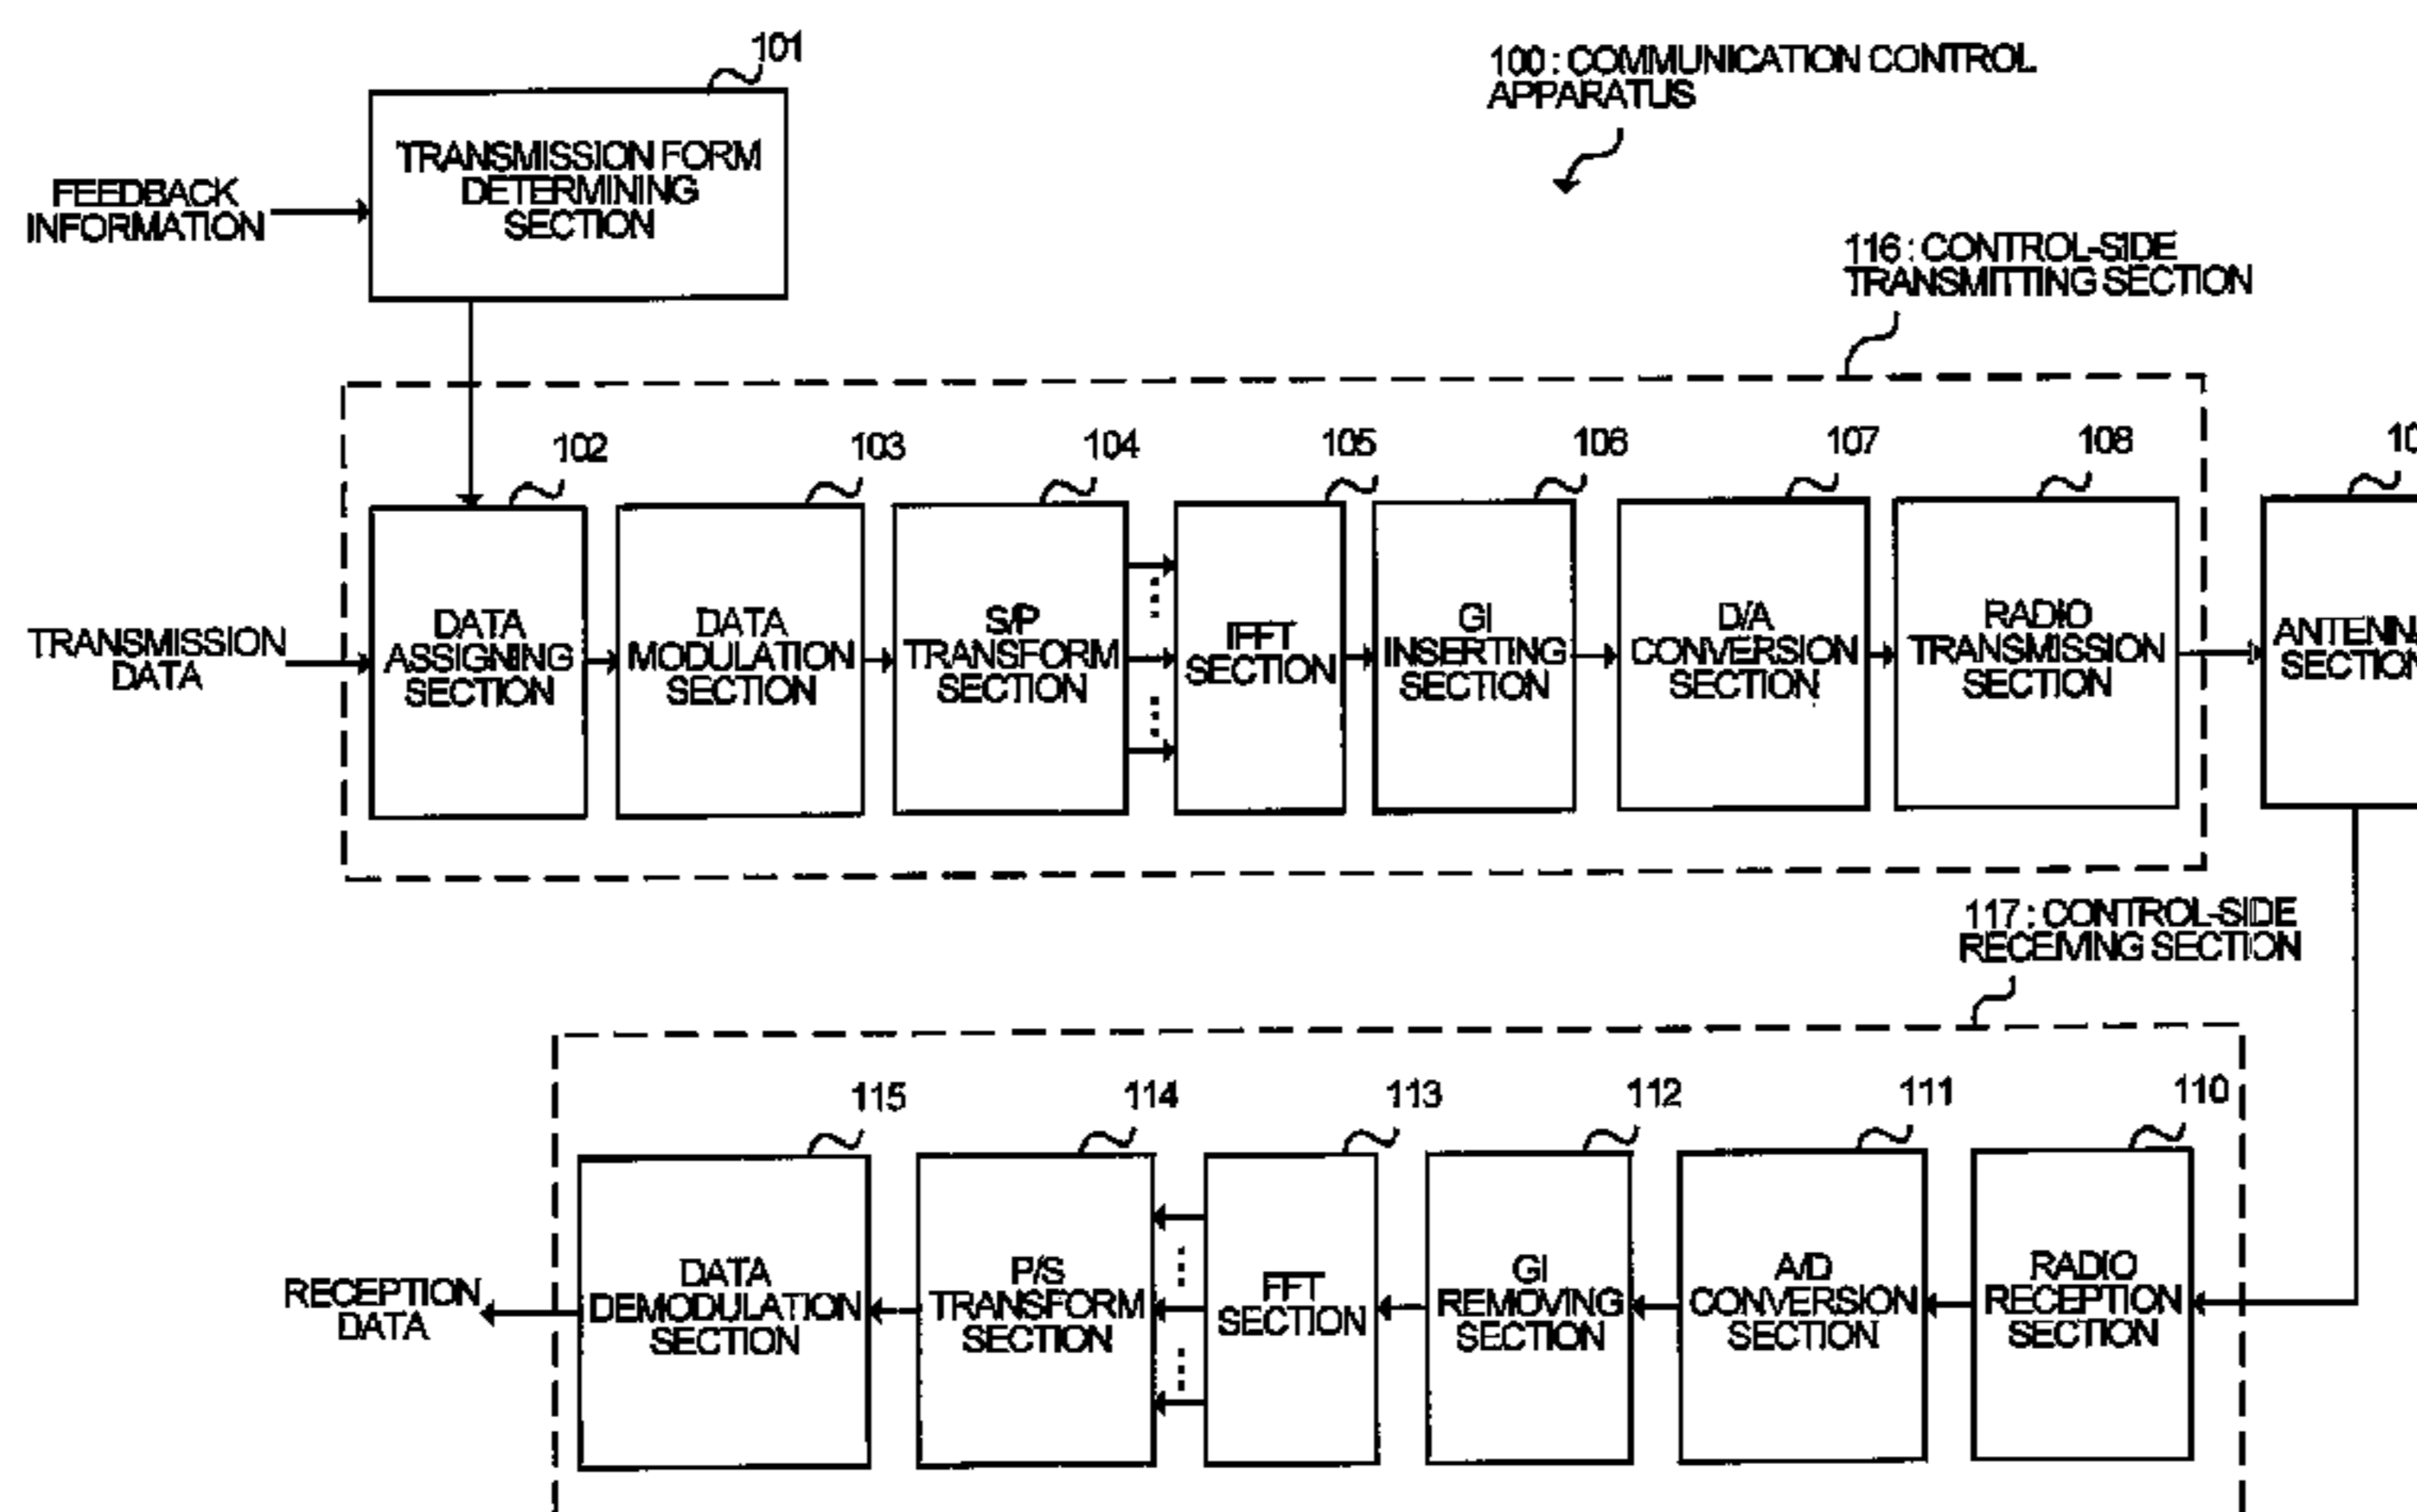 101
100 : COMMUNICATION CONTROL
APPARATUS
TRANSMISSION FORM
DETERMINING
SECTION
FEEDBACK
INFORMATION
116 : CONTROL-SIDE
TRANSMITTING SECTION
102
103
104
105
106
107
108
TRANSMISSION
DATA
DATA
ASSIGNING
SECTION
DATA
MODULATION
SECTION
S/P
TRANSFORM
SECTION
IFFT
SECTION
GI
INSERTING
SECTION
D/A
CONVERSION
SECTION
RADIO
TRANSMISSION
SECTION
117 : CONTROL-SIDE
RECEIVING SECTION
115
114
113
112
111
110
RECEPTION
DATA
DATA
DEMODULATION
SECTION
P/S
TRANSFORM
SECTION
FFT
SECTION
GI
REMOVING
SECTION
A/D
CONVERSION
SECTION
RADIO
RECEPTION
SECTION